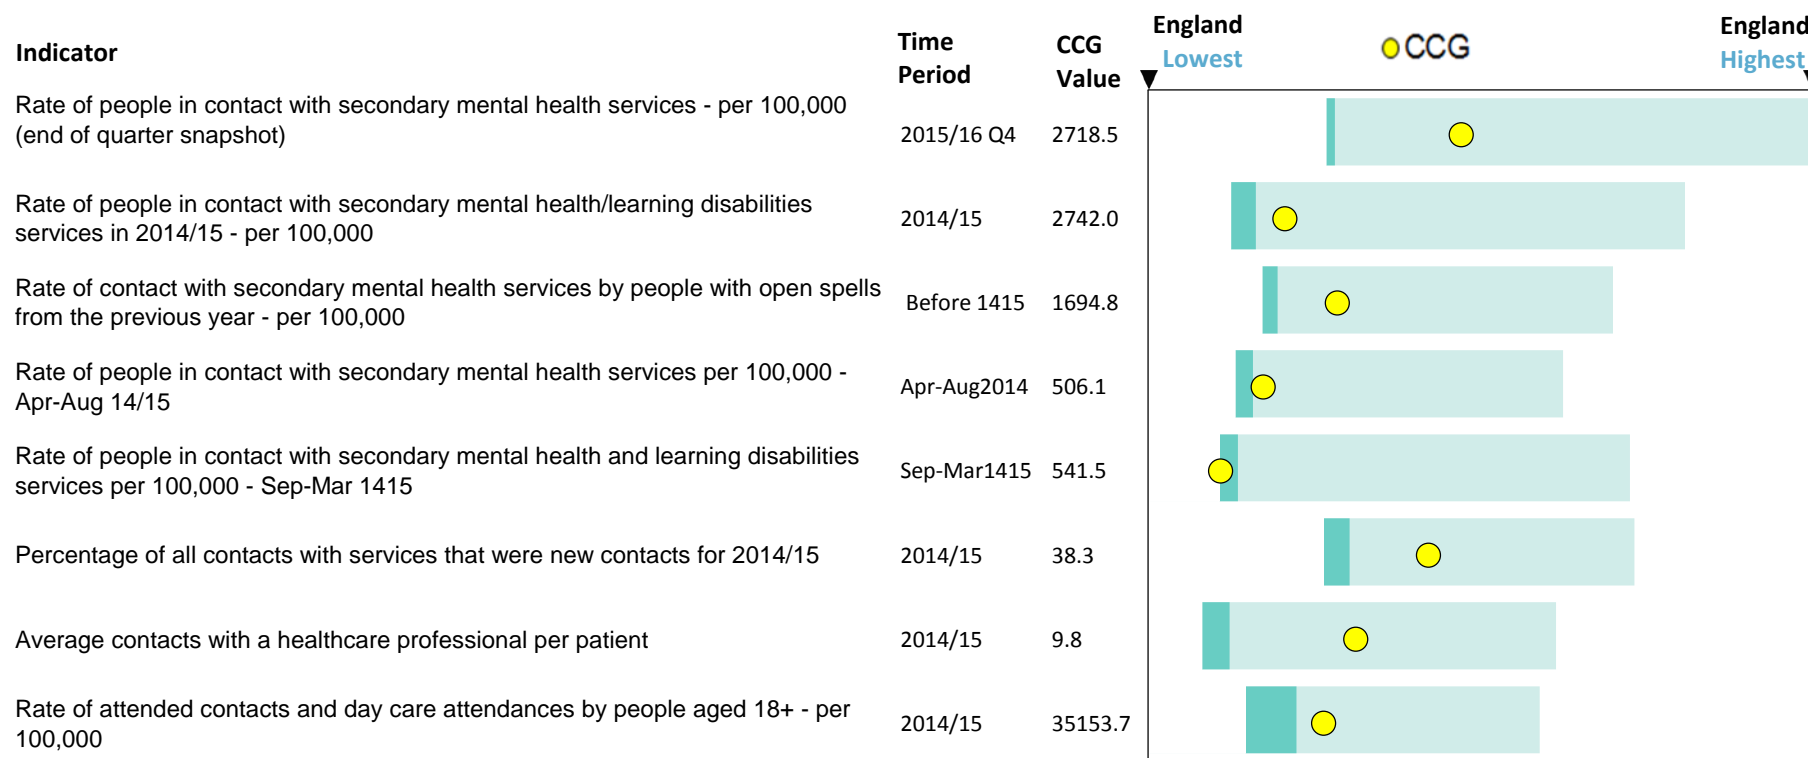 Indicator
Time Period
CCG Value
England Lowest
CCG
England Highest
Rate of people in contact with secondary mental health services - per 100,000
(end of quarter snapshot)
2015/16 Q4 2718.5
Rate of people in contact with secondary mental health/learning disabilities
services in 2014/15 - per 100,000
2014/15 2742.0
Rate of contact with secondary mental health services by people with open spells
from the previous year - per 100,000
Before 1415 1694.8
Rate of people in contact with secondary mental health services per 100,000 -
Apr-Aug 14/15
Apr-Aug2014 506.1
Rate of people in contact with secondary mental health and learning disabilities
services per 100,000 - Sep-Mar 1415
Sep-Mar1415 541.5
Percentage of all contacts with services that were new contacts for 2014/15 2014/15 38.3
Average contacts with a healthcare professional per patient 2014/15 9.8
Rate of attended contacts and day care attendances by people aged 18+ - per
100,000
2014/15 35153.7